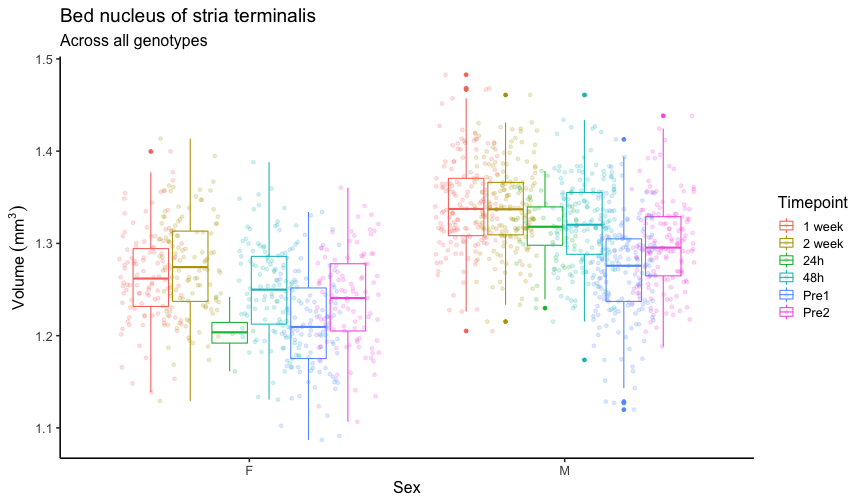 Bed nucleus of stria terminalis
Across all genotypes
1.5
1.4
1.3
1.2
1.1
Volume (mm³)
F
M
Sex
Timepoint
1 week
2 week
24h
48h
Pre1
Pre2